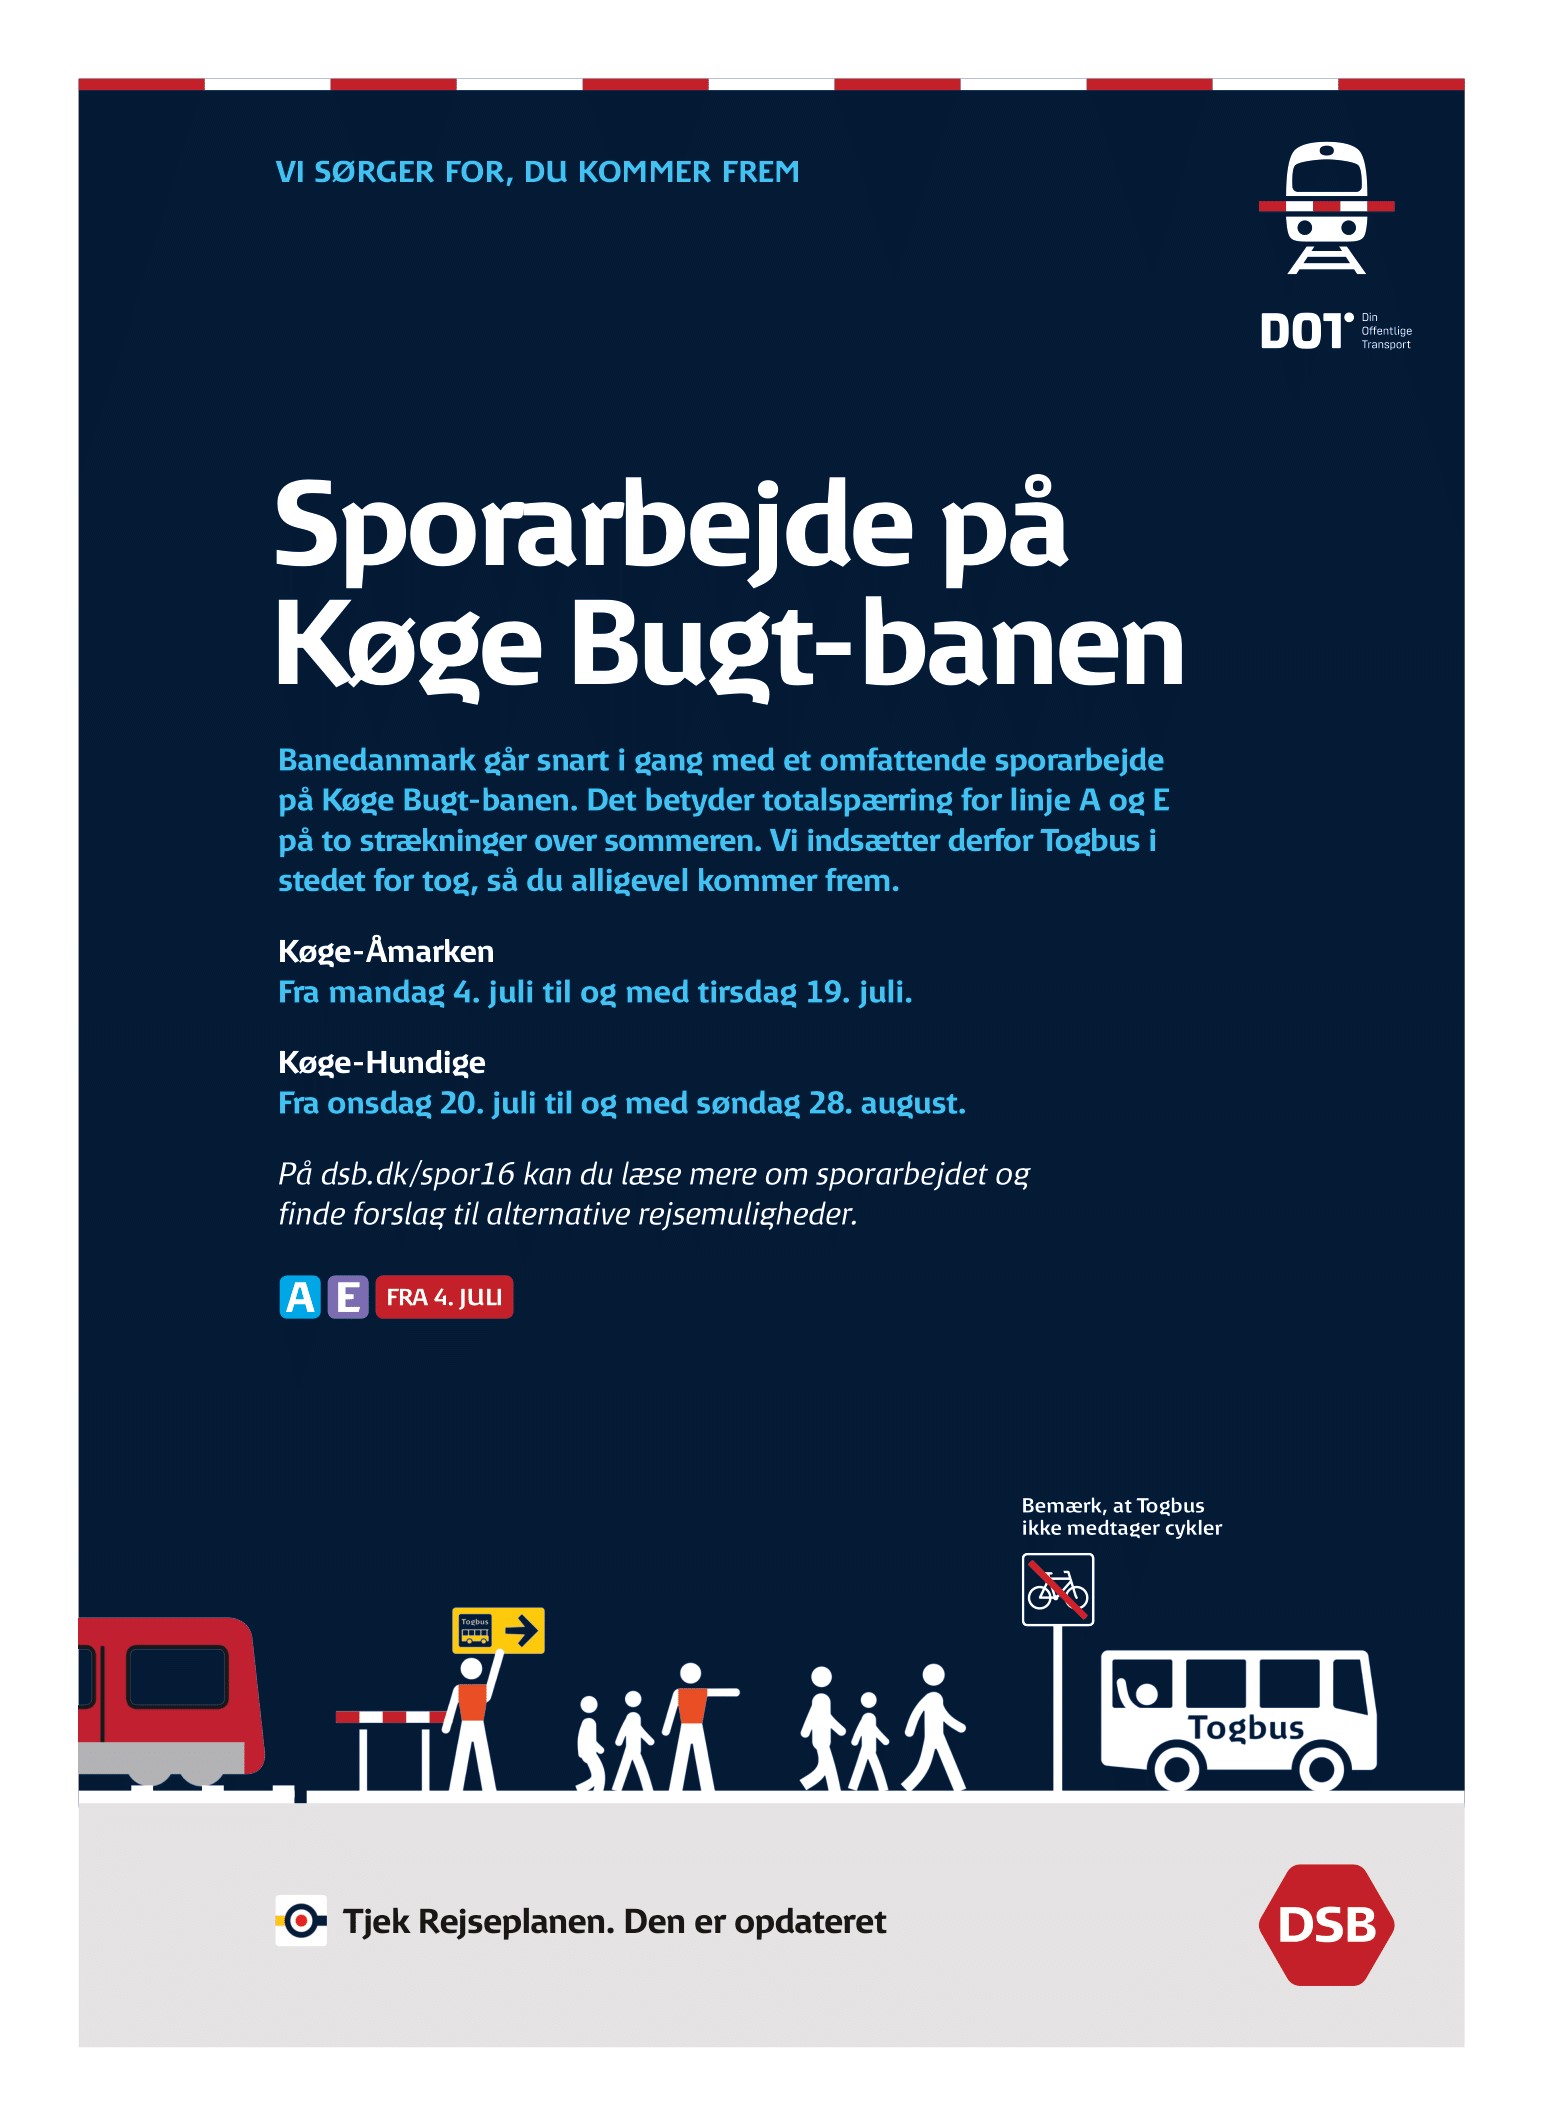 VI SØRGER FOR, DU KOMMER FREM
DOT
Din
Offentlige
Transport
Sporarbejde på
Køge Bugt-banen
Banedanmark går snart i gang med et omfattende sporarbejde
på Køge Bugt-banen. Det betyder totalspærring for linje A og E
på to strækninger over sommeren. Vi indsætter derfor Togbus i
stedet for tog, så du alligevel kommer frem.
Køge-Åmarken
Fra mandag 4. juli til og med tirsdag 19. juli.
Køge-Hundige
Fra onsdag 20. juli til og med søndag 28. august.
På dsb.dk/spor16 kan du læse mere om sporarbejdet og
finde forslag til alternative rejsemuligheder.
A E FRA 4. JULI
Bemærk, at Togbus
ikke medtager cykler
Togbus
Togbus
Tjek Rejseplanen. Den er opdateret
DSB